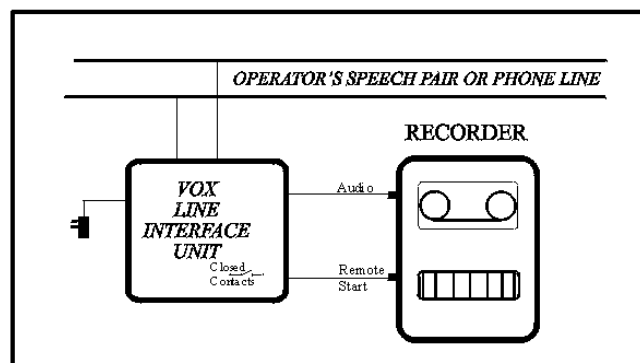 OPERATOR'S SPEECH PAIR OR PHONE LINE
RECORDER
VOX
LINE
INTERFACE
UNIT
Closed
Contacts
Audio
Remote
Start